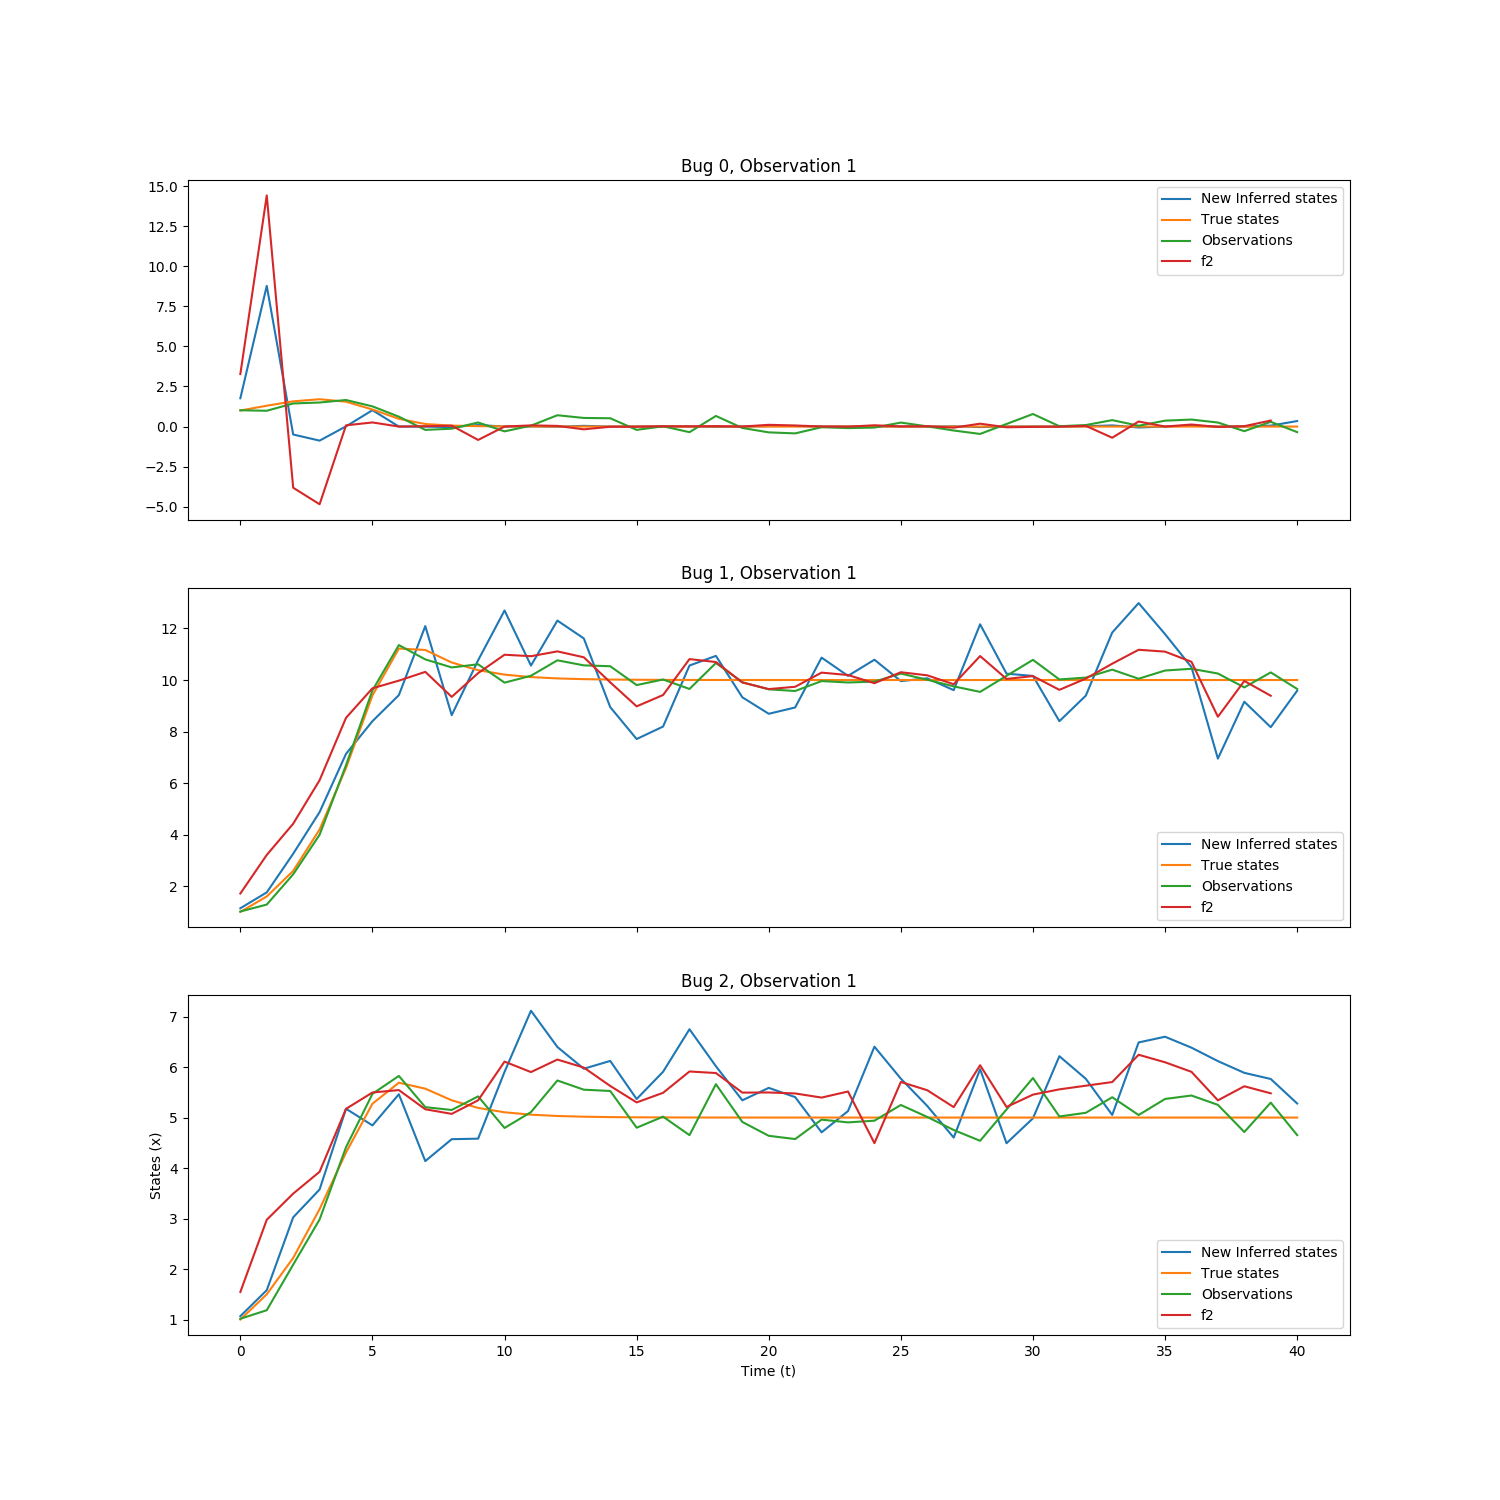 Bug 0, Observation 1
15.0
12.5
10.0
7.5
5.0
2.5
0.0
−2.5
−5.0
New Inferred states
True states
Observations
f2
Bug 1, Observation 1
12
10
8
6
4
2
New Inferred states
True states
Observations
f2
Bug 2, Observation 1
7
6
5
4
3
2
1
States (x)
New Inferred states
True states
Observations
f2
0 5 10 15 20 25 30 35 40
Time (t)